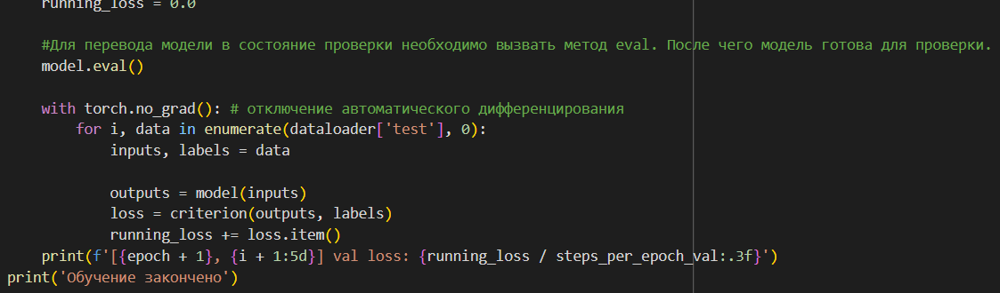 running_loss = 0.0
#Для перевода модели в состояние проверки необходимо вызвать метод eval. После чего модель готова для проверки.
model.eval()
with torch.no_grad(): # отключение автоматического дифференцирования
for i, data in enumerate(dataloader['test'], 0):
inputs, labels = data
outputs = model(inputs)
loss = criterion(outputs, labels)
running_loss += loss.item()
print(f'[{epoch + 1}, {i + 1:5d}] val loss: {running_loss / steps_per_epoch_val:.3f}')
print('Обучение закончено')